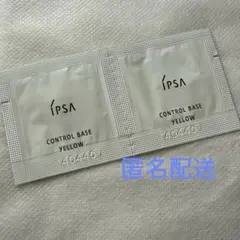 IPSA
CONTROL BASE
YELLOW
IPSA
CONTROL BASE
YELLOW
匿名配送